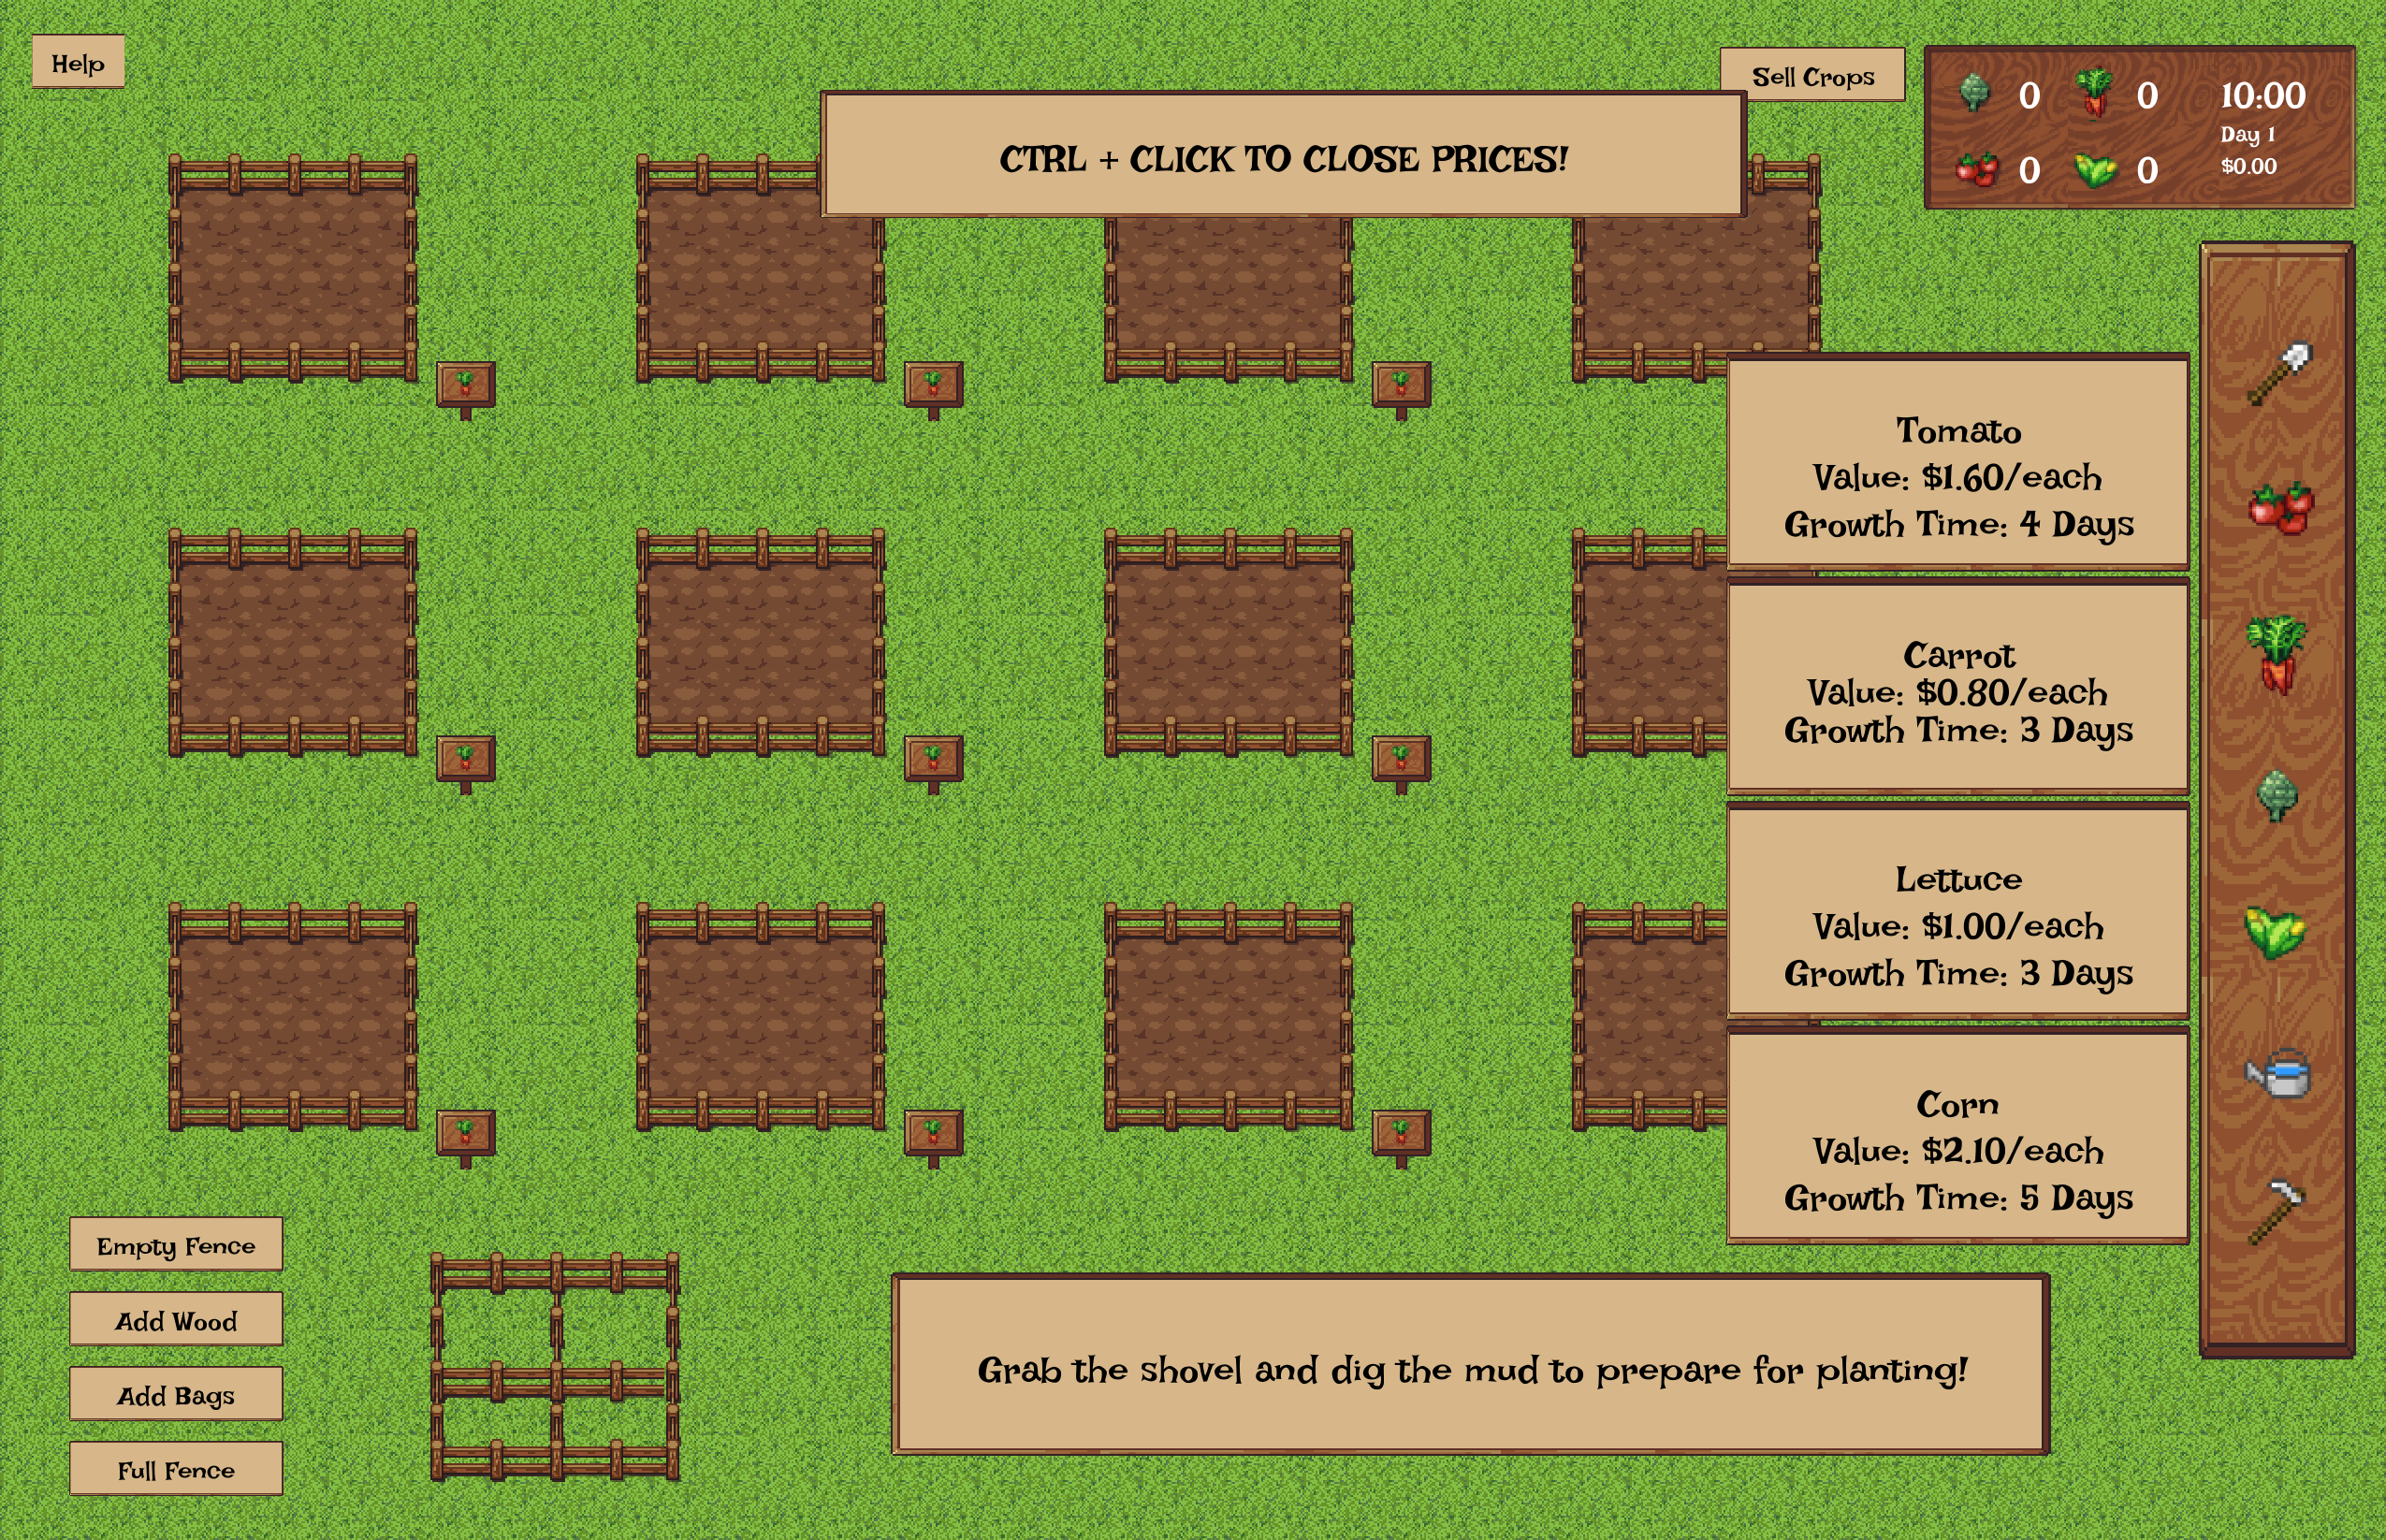 Help
Sell Crops
0 0 10:00
Day 1
0 0 $0.00
CTRL + CLICK TO CLOSE PRICES!
Tomato
Value: $1.60/each
Growth Time: 4 Days
Carrot
Value: $0.80/each
Growth Time: 3 Days
Lettuce
Value: $1.00/each
Growth Time: 3 Days
Corn
Value: $2.10/each
Growth Time: 5 Days
Empty Fence
Add Wood
Add Bags
Full Fence
Grab the shovel and dig the mud to prepare for planting!